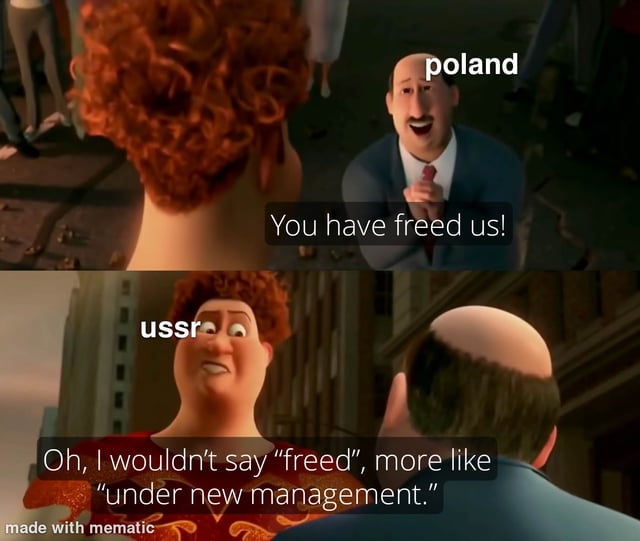 poland
You have freed us!
ussr
Oh, I wouldn't say “freed”, more like
“under new management.”
made with mematic